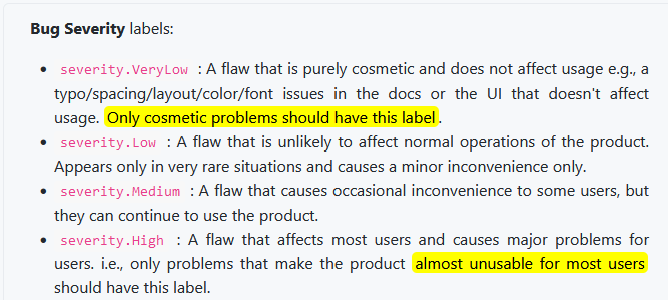 Bug Severity labels:
severity.VeryLow : A flaw that is purely cosmetic and does not affect usage e.g., a
typo/spacing/layout/color/font issues in the docs or the UI that doesn't affect
usage. Only cosmetic problems should have this label.
severity.Low : A flaw that is unlikely to affect normal operations of the product.
Appears only in very rare situations and causes a minor inconvenience only.
severity.Medium : A flaw that causes occasional inconvenience to some users, but
they can continue to use the product.
severity.High : A flaw that affects most users and causes major problems for
users. i.e., only problems that make the product almost unusable for most users
should have this label.